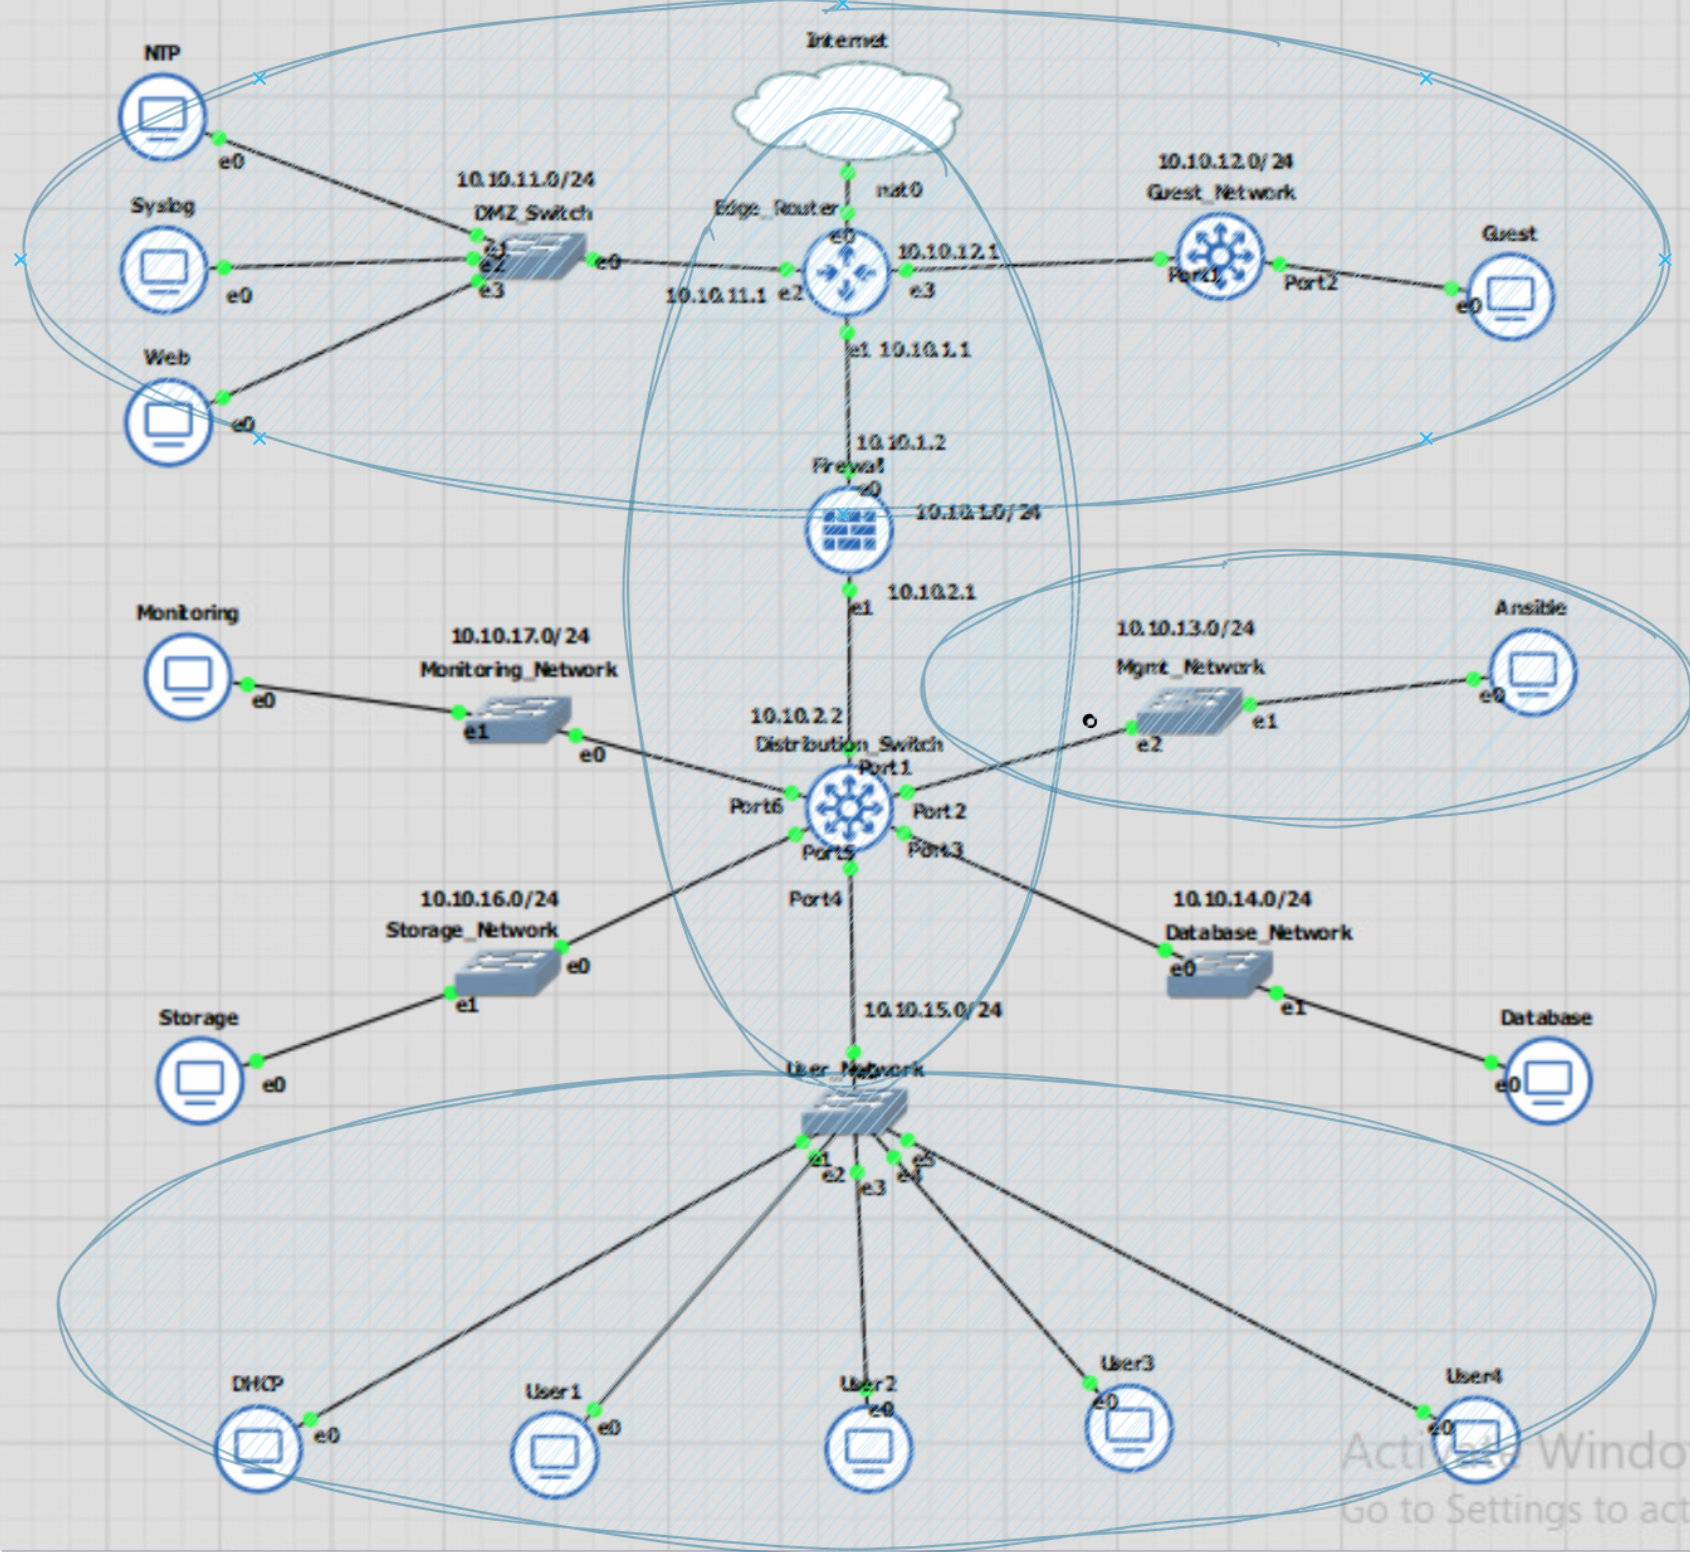 Internet
NTP
e0
nat0
10.10.12.0/24
Guest_Network
10.10.11.0/24
DMZ_Switch
Syslog
Edge_Router
e0
Guest
e1
e2
e3
e0
10.10.12.1
Port1
Port2
e0
e0
10.10.11.1
e2
e3
e1 10.10.1.1
Web
e0
10.10.1.2
Firewall
e0
10.10.1.0/24
10.10.2.1
e1
Monitoring
10.10.17.0/24
Monitoring_Network
e0
e1
e0
10.10.13.0/24
Mgmt_Network
Ansible
e0
e1
e2
10.10.2.2
Distribution_Switch
Port1
Port6
Port2
Port5
Port3
Port4
10.10.16.0/24
Storage_Network
e0
e1
Storage
e0
10.10.14.0/24
Database_Network
e0
e1
Database
e0
10.10.15.0/24
User_Network
e1
e2
e3
e4
e5
DHCP
e0
User1
e0
User2
e0
User3
e0
User4
e0
Activate Windo
Go to Settings to act